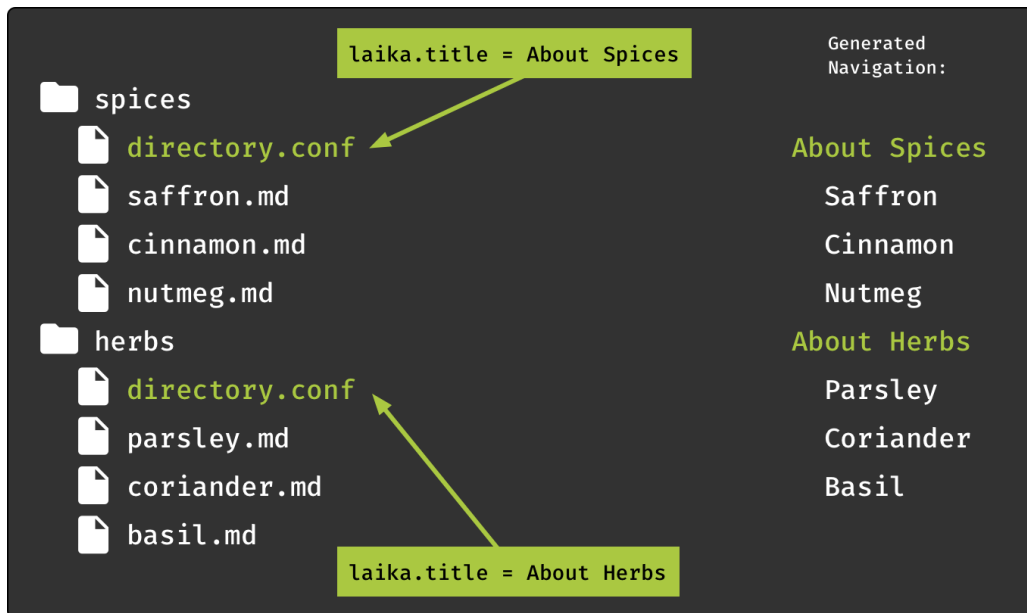 laika.title = About Spices
Generated
Navigation:
spices
directory.conf
About Spices
saffron.md
Saffron
cinnamon.md
Cinnamon
nutmeg.md
Nutmeg
herbs
About Herbs
directory.conf
Parsley
parsley.md
Coriander
coriander.md
Basil
basil.md
laika.title = About Herbs